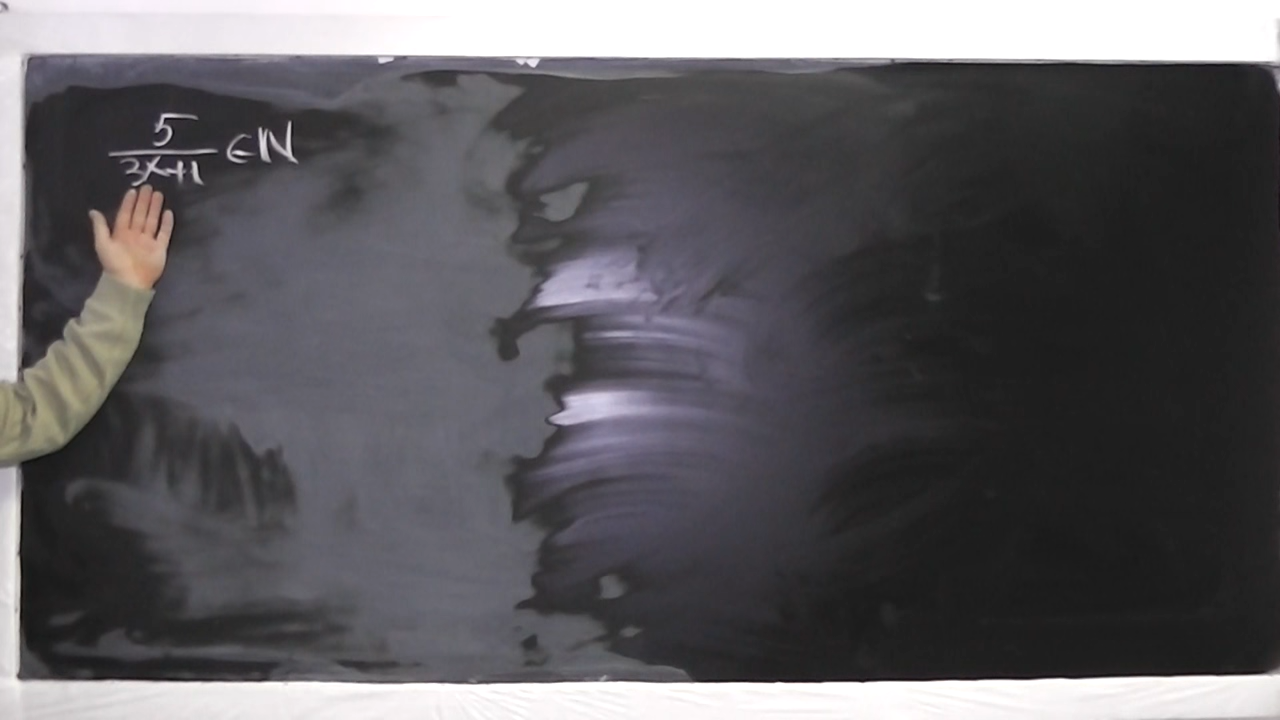 5/(3x+1) ∈ ℕ